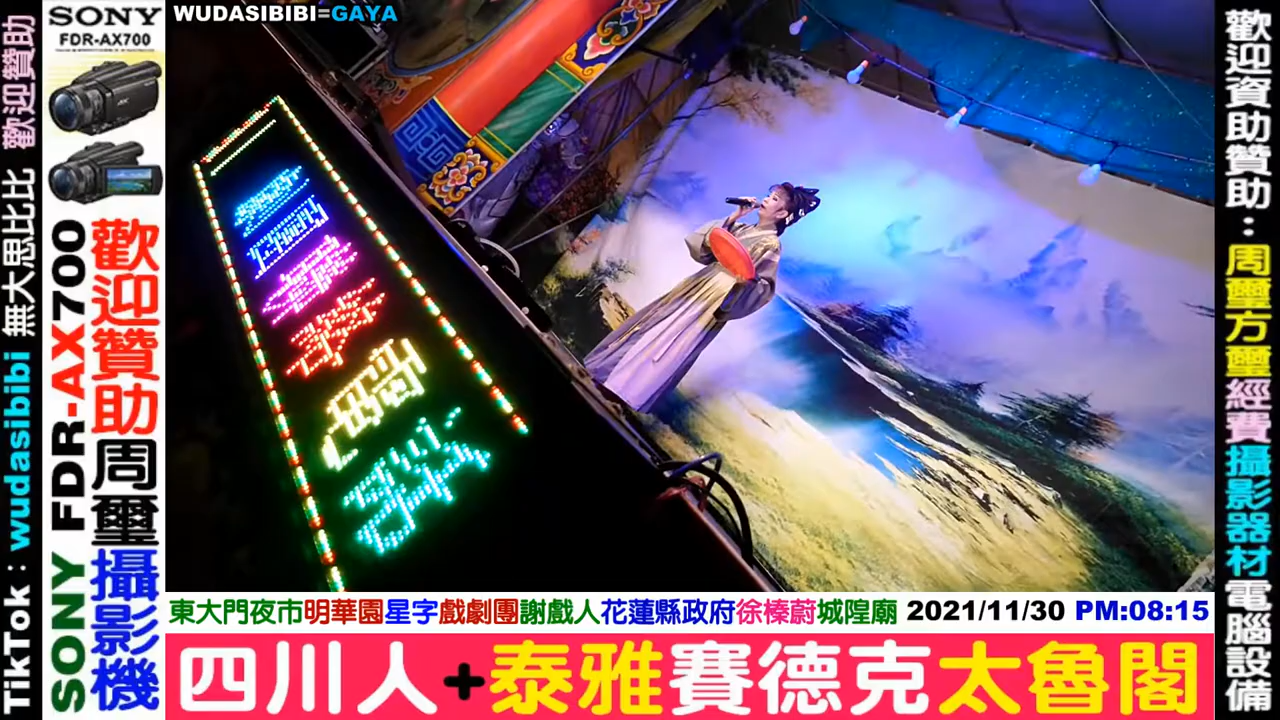 WUDASIBIBI=GAYA
SONY
FDR-AX700
TikTok : wudasibibi 無大思比比 歡迎贊助
SONY FDR-AX700
歡迎贊助周璽攝影機
歡迎資助贊助：周璽方璽經費攝影器材電腦設備
東大門夜市明華園星字戲劇團謝戲人花蓮縣政府徐榛蔚城隍廟 2021/11/30 PM:08:15
四川人+泰雅賽德克太魯閣